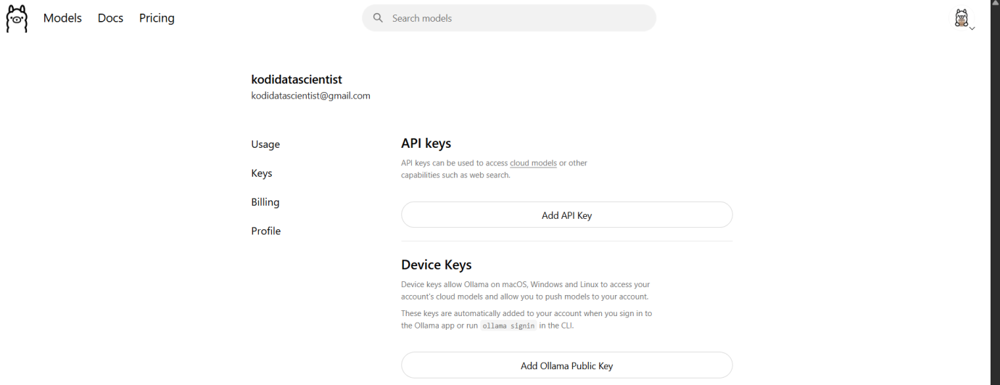 Models Docs Pricing
Search models
kodidatascientist
kodidatascientist@gmail.com
Usage
Keys
Billing
Profile
API keys
API keys can be used to access cloud models or other
capabilities such as web search.
Add API Key
Device Keys
Device keys allow Ollama on macOS, Windows and Linux to access your
account's cloud models and allow you to push models to your account.
These keys are automatically added to your account when you sign in to
the Ollama app or run ollama signin in the CLI.
Add Ollama Public Key